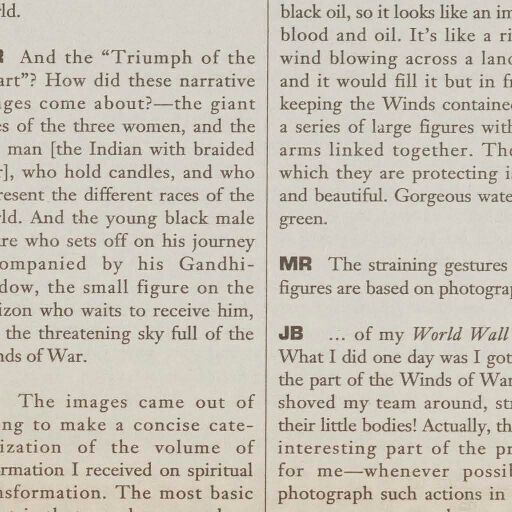 rld.
R And the “Triumph of the
art”? How did these narrative
ages come about?—the giant
es of the three women, and the
man [the Indian with braided
r], who hold candles, and who
resent the different races of the
rld. And the young black male
re who sets off on his journey
ompanied by his Gandhi-
dow, the small figure on the
izon who waits to receive him,
the threatening sky full of the
nds of War.
The images came out of
ng to make a concise cate-
ization of the volume of
rmation I received on spiritual
nsformation. The most basic
black oil, so it looks like an im
blood and oil. It’s like a ri
wind blowing across a land
and it would fill it but in fr
keeping the Winds contained
a series of large figures with
arms linked together. The
which they are protecting i
and beautiful. Gorgeous wate
green.
MR The straining gestures
figures are based on photograp
JB ... of my World Wall
What I did one day was I got
the part of the Winds of War
shoved my team around, str
their little bodies! Actually, th
interesting part of the pr
for me—whenever possib
photograph such actions in